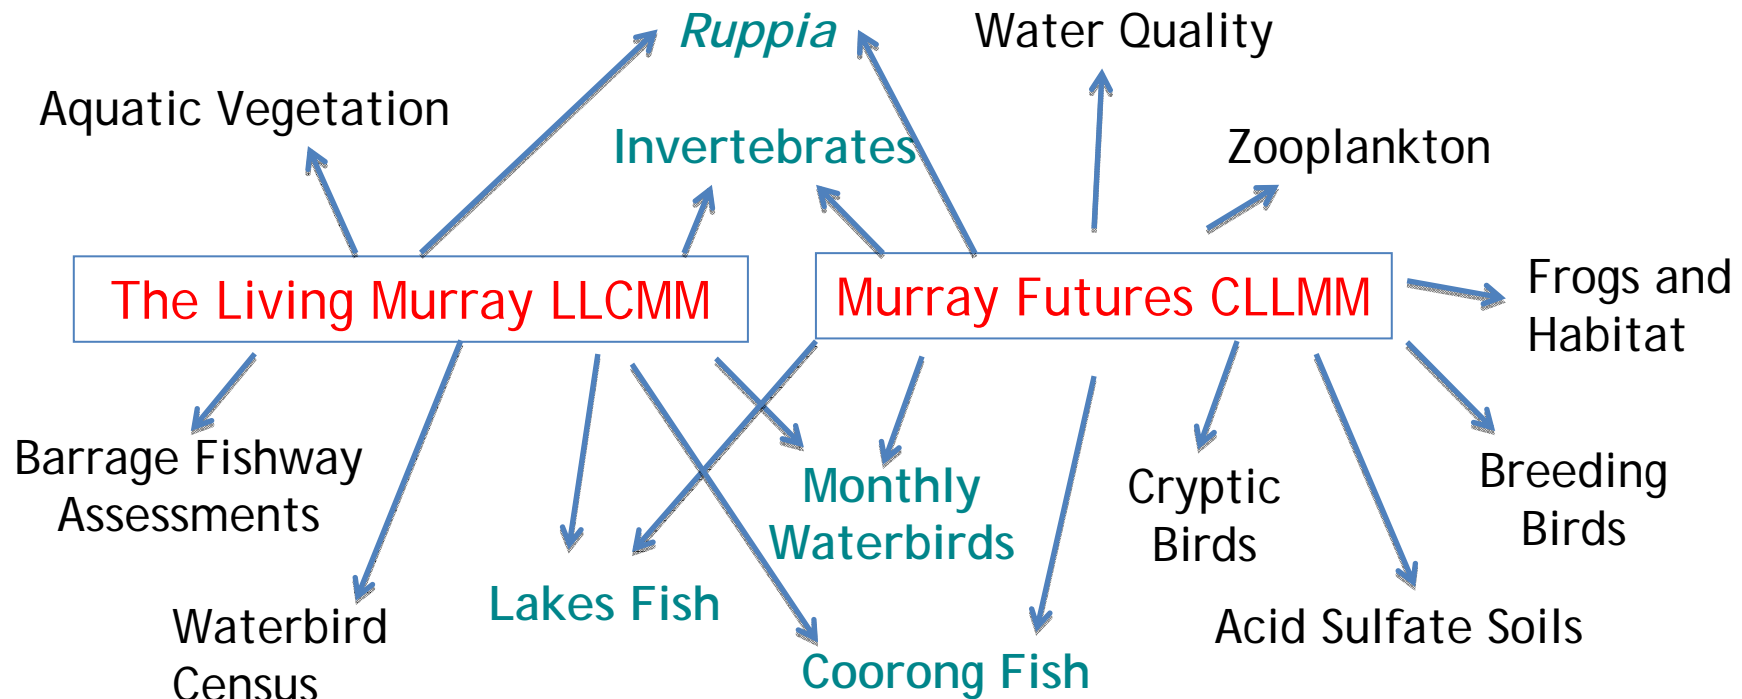 Ruppia
Water Quality
Aquatic Vegetation
Invertebrates
Zooplankton
The Living Murray LLCMM
Murray Futures CLLMM
Frogs and
Habitat
Barrage Fishway
Assessments
Monthly
Waterbirds
Cryptic
Birds
Breeding
Birds
Waterbird
Census
Lakes Fish
Coorong Fish
Acid Sulfate Soils